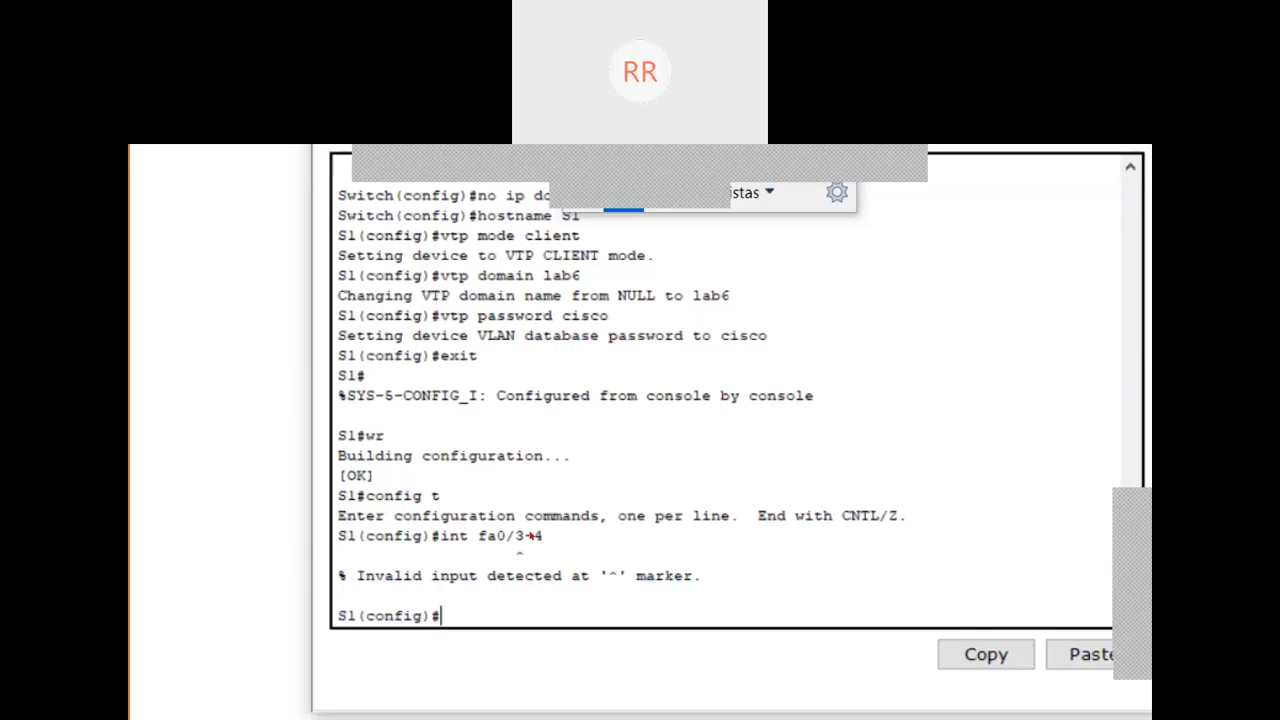 RR
istas
Switch(config)#no ip
Switch(config)#hostname S1
S1(config)#vtp mode client
Setting device to VTP CLIENT mode.
S1(config)#vtp domain lab6
Changing VTP domain name from NULL to lab6
S1(config)#vtp password cisco
Setting device VLAN database password to cisco
S1(config)#exit
S1#
%SYS-5-CONFIG_I: Configured from console by console
S1#wr
Building configuration...
[OK]
S1#config t
Enter configuration commands, one per line.  End with CNTL/Z.
S1(config)#int fa0/3-4
^
% Invalid input detected at '^' marker.
S1(config)#
Copy
Paste